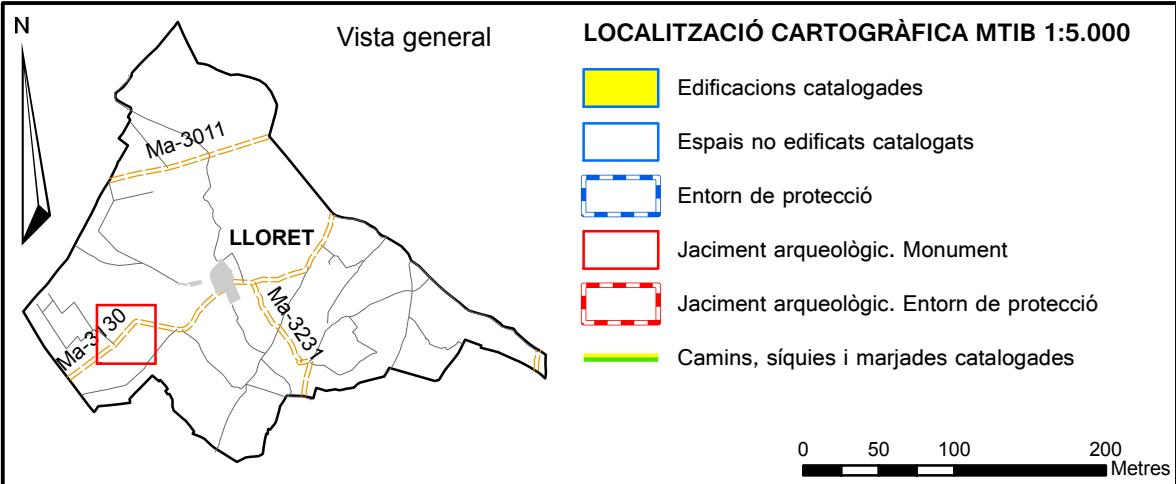 N
Vista general
Ma-3011
LLORET
Ma-3130
Ma-3231
LOCALITZACIÓ CARTOGRÀFICA MTIB 1:5.000
Edificacions catalogades
Espais no edificats catalogats
Entorn de protecció
Jaciment arqueològic. Monument
Jaciment arqueològic. Entorn de protecció
Camins, síquies i marjades catalogades
0 50 100 200
Metres